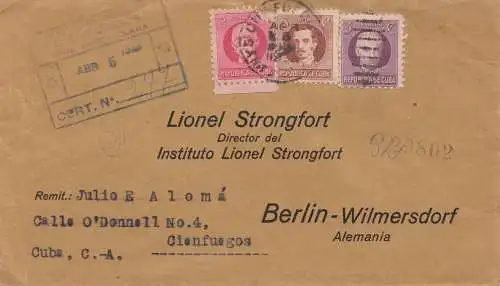 ABR 5
CERT. Nº.
REPUBLICA DE CUBA
REPUBLICA DE CUBA
REPUBLICA DE CUBA
Lionel Strongfort
Director del
Instituto Lionel Strongfort
Remit.: Julio E Alomá
Calle O'Donnell No.4,
Cienfuegos
Cuba, C.-A.
Berlin-Wilmersdorf
Alemania